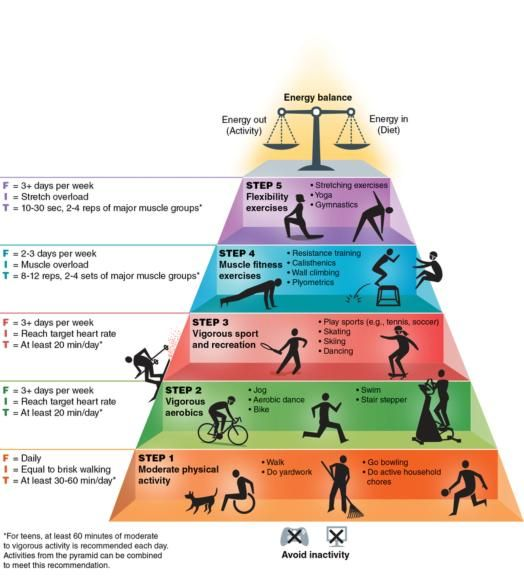 Energy balance
Energy out
(Activity)
Energy in
(Diet)
F = 3+ days per week
I = Stretch overload
T = 10-30 sec, 2-4 reps of major muscle groups*
STEP 5
Flexibility
exercises
• Stretching exercises
• Yoga
• Gymnastics
F = 2-3 days per week
I = Muscle overload
T = 8-12 reps, 2-4 sets of major muscle groups*
STEP 4
Muscle fitness
exercises
• Resistance training
• Calisthenics
• Wall climbing
• Plyometrics
F = 3+ days per week
I = Reach target heart rate
T = At least 20 min/day*
STEP 3
Vigorous sport
and recreation
• Play sports (e.g., tennis, soccer)
• Skating
• Skiing
• Dancing
F = 3+ days per week
I = Reach target heart rate
T = At least 20 min/day*
STEP 2
Vigorous
aerobics
• Jog
• Aerobic dance
• Bike
• Swim
• Stair stepper
F = Daily
I = Equal to brisk walking
T = At least 30-60 min/day*
STEP 1
Moderate physical
activity
• Walk
• Do yardwork
• Go bowling
• Do active household
chores
*For teens, at least 60 minutes of moderate
to vigorous activity is recommended each day.
Activities from the pyramid can be combined
to meet this recommendation.
Avoid inactivity